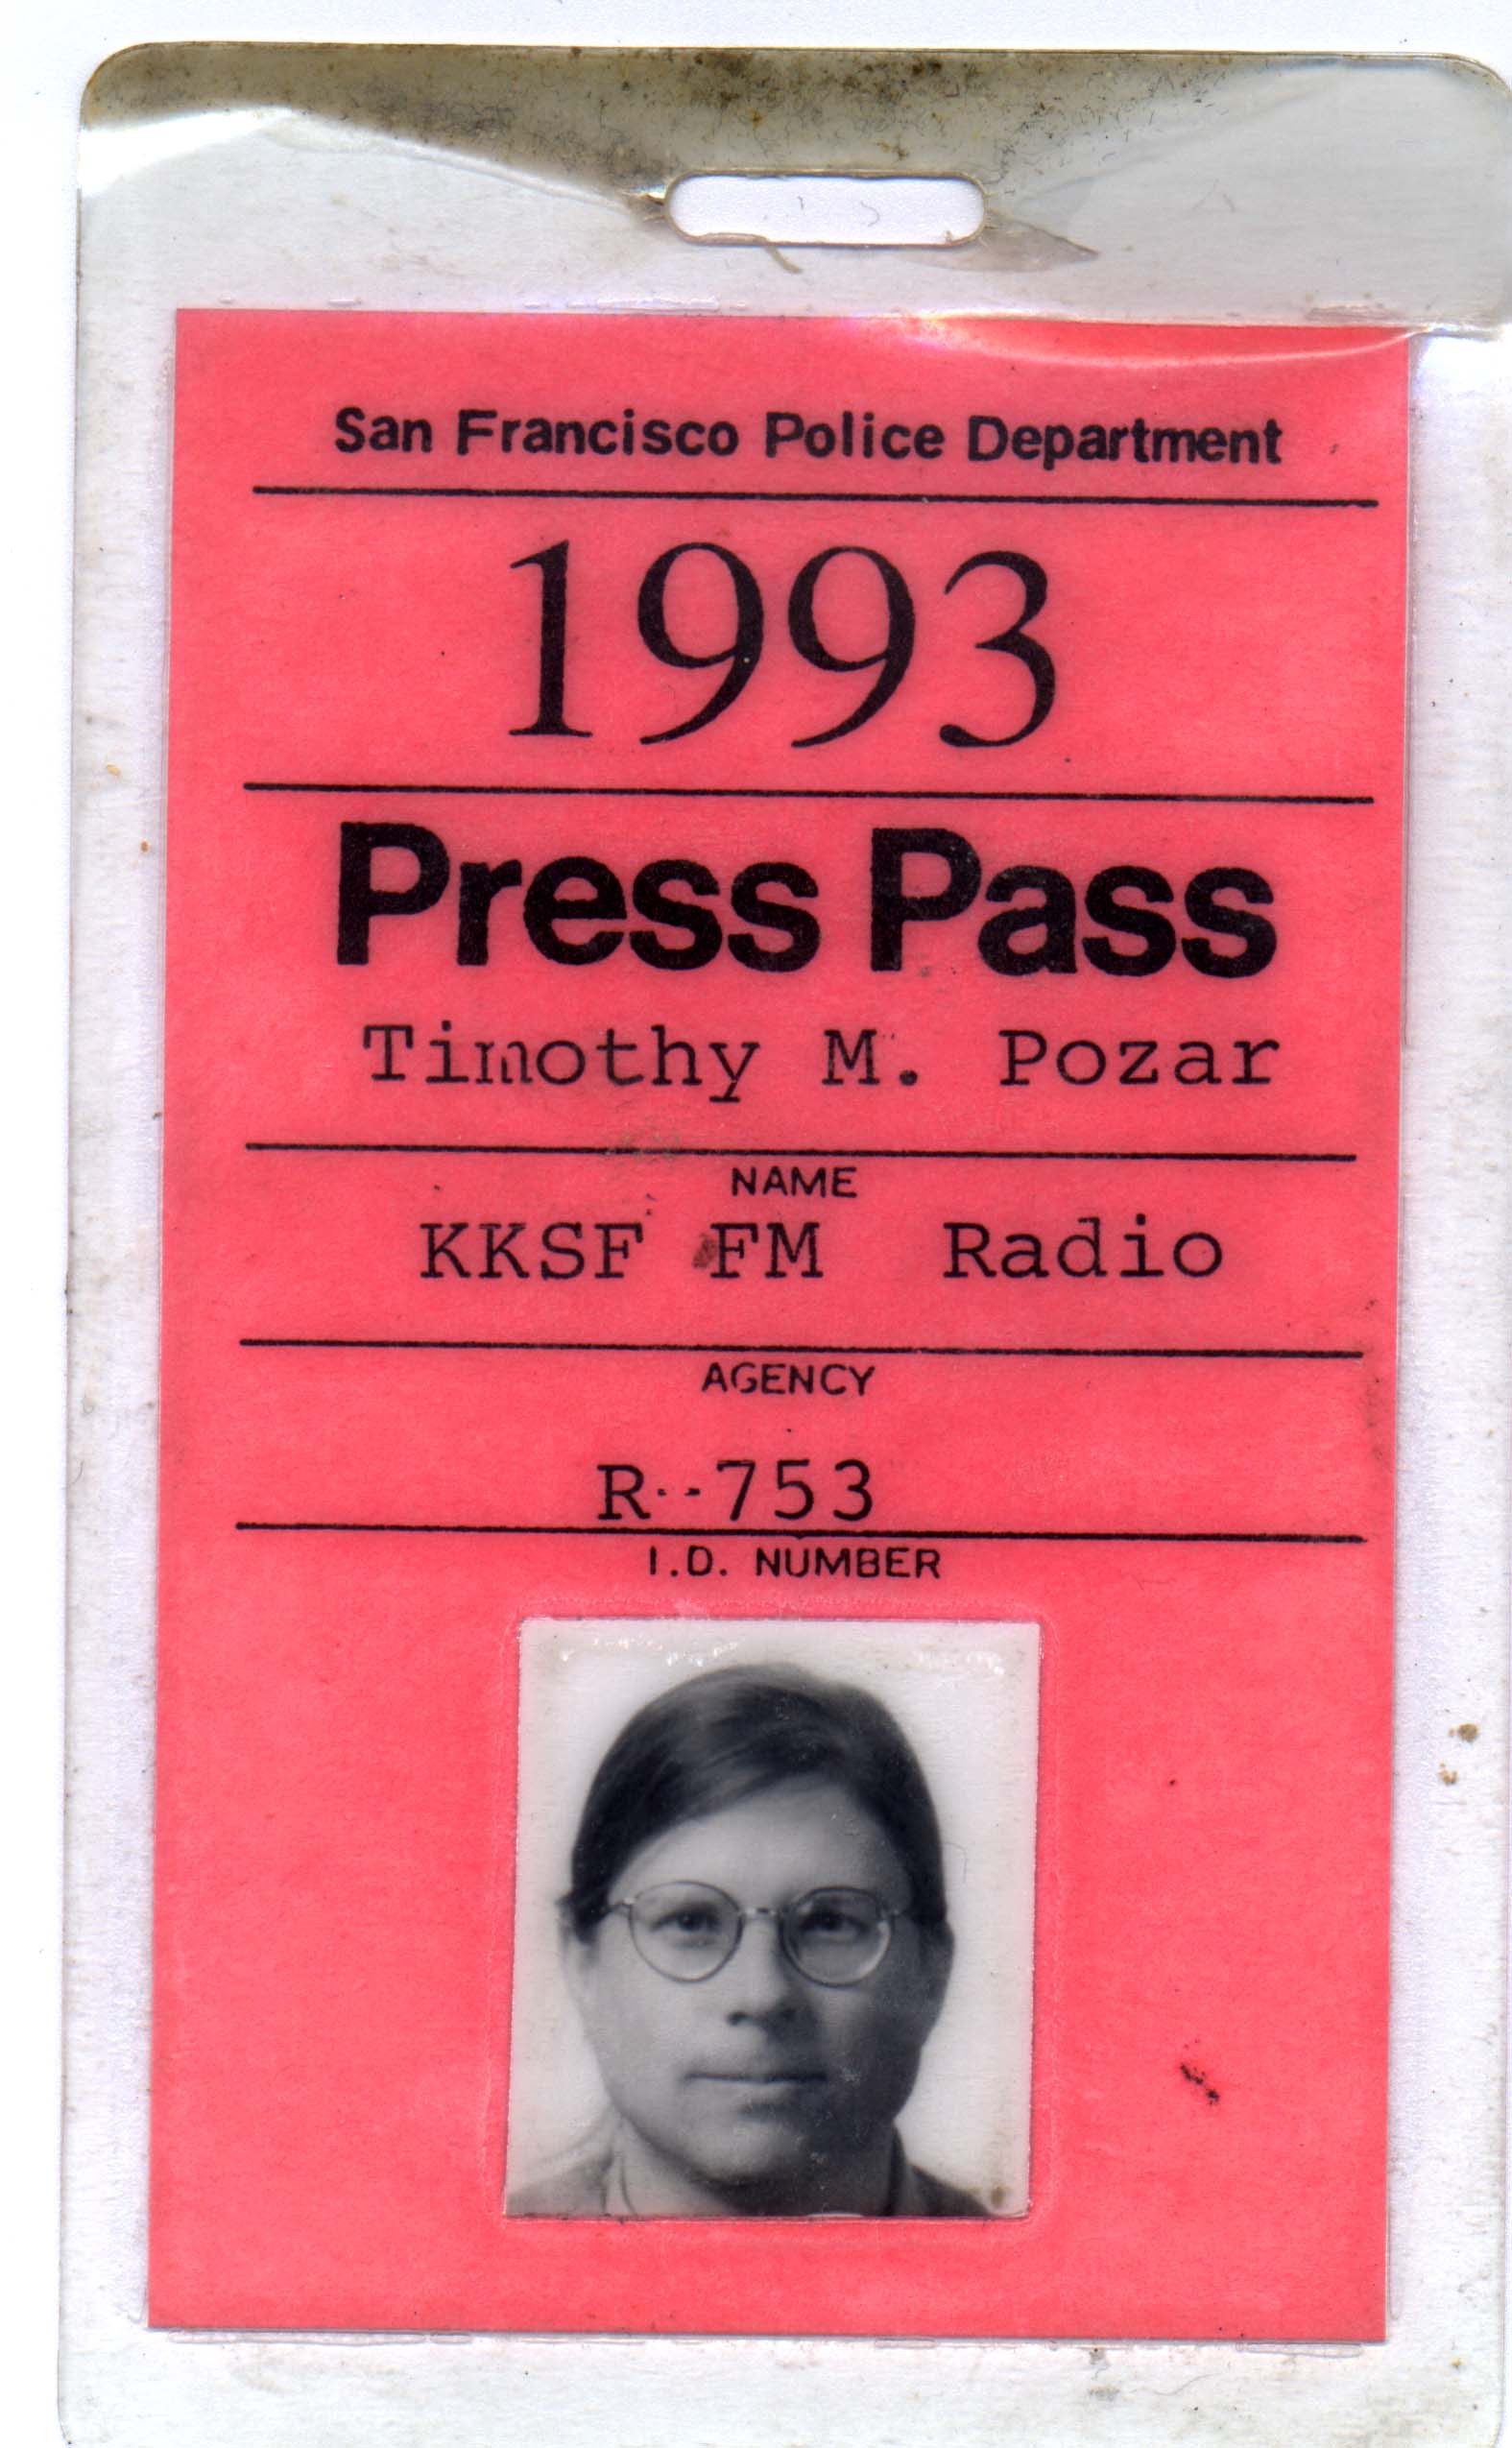 San Francisco Police Department
1993
Press Pass
Timothy M. Pozar
NAME
KKSF FM Radio
AGENCY
R--753
I.D. NUMBER